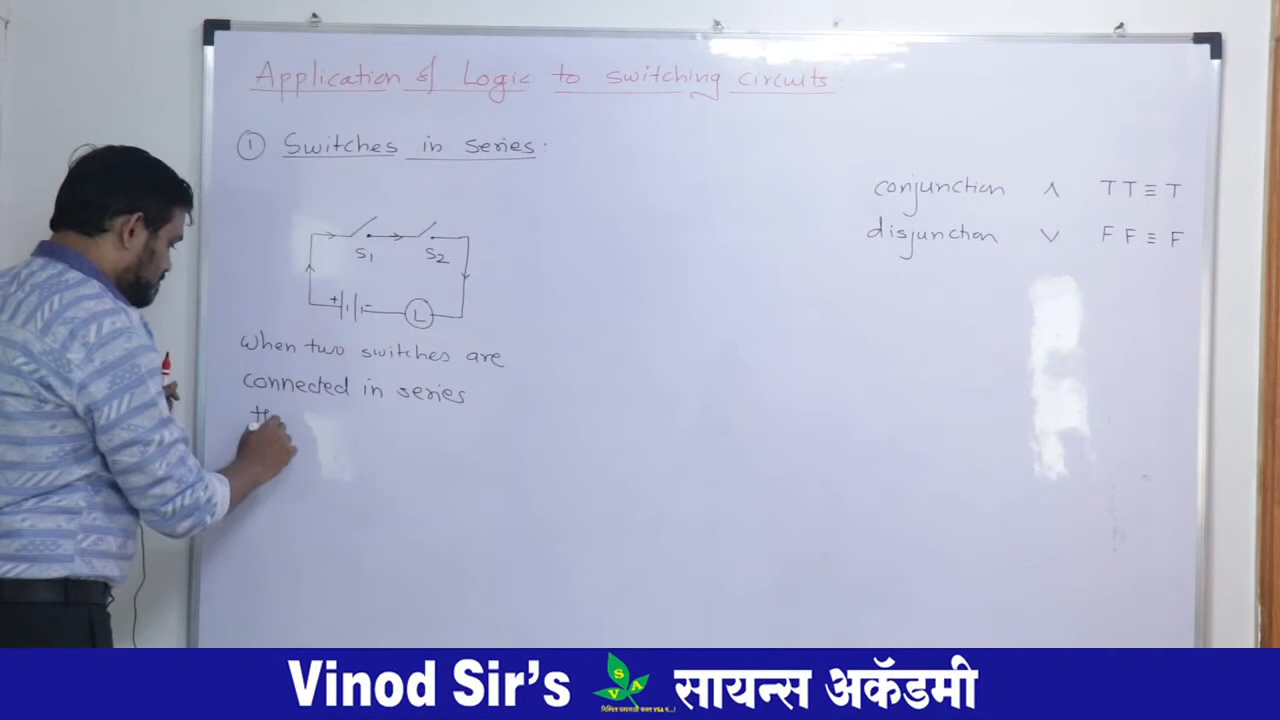 Application of Logic to switching circuits:
① Switches in series:
conjunction ∧ T T ≡ T
disjunction ∨ F F ≡ F
S1 S2
+ -
L
When two switches are
connected in series
Vinod Sir's SVA सायन्स अकॅडमी